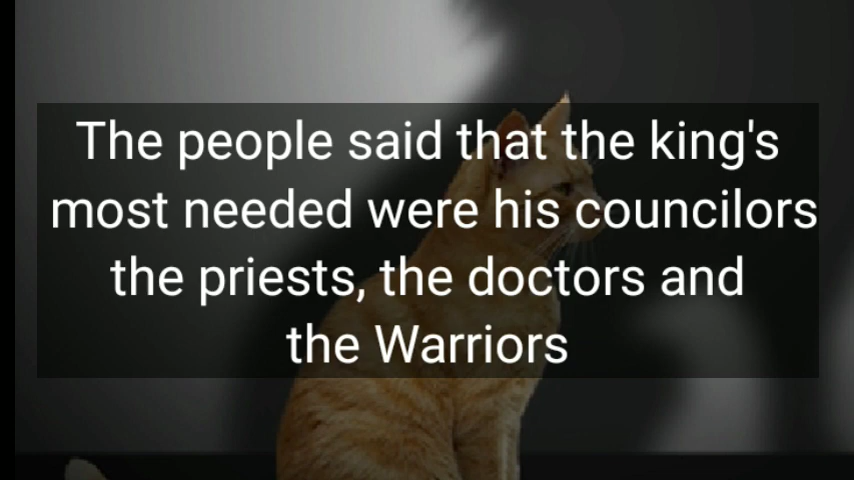 The people said that the king's
most needed were his councilors
the priests, the doctors and
the Warriors